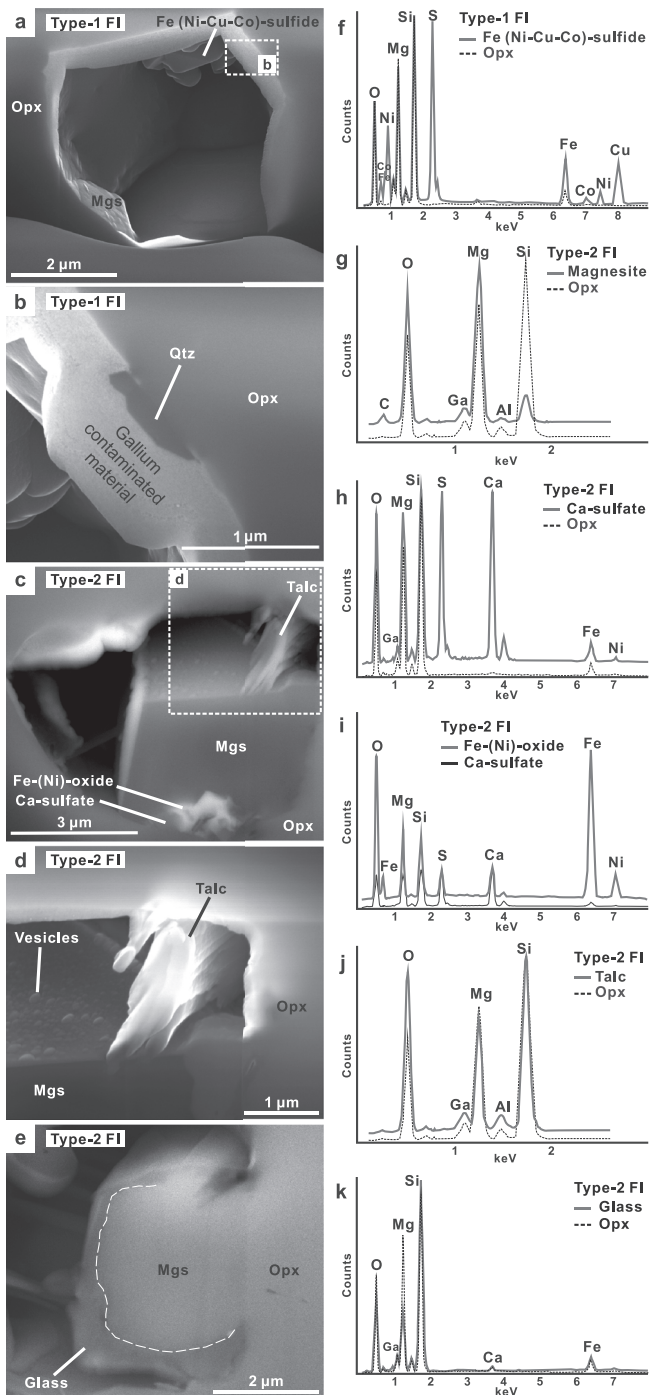 a Type-1 FI
Fe (Ni-Cu-Co)-sulfide
b
Opx
Mgs
2 µm
b Type-1 FI
Qtz
Opx
Gallium
contaminated
material
1 µm
c Type-2 FI
d
Talc
Mgs
Fe-(Ni)-oxide
Ca-sulfate
3 µm
Opx
d Type-2 FI
Talc
Vesicles
Opx
Mgs
1 µm
e Type-2 FI
Mgs
Opx
Glass
2 µm
f
Type-1 FI
Fe (Ni-Cu-Co)-sulfide
Opx
Counts
O
Co
Fe
Ni
Mg
Si
S
Fe
Co
Ni
Cu
1 2 3 4 5 6 7 8
keV
g
Type-2 FI
Magnesite
Opx
Counts
C
O
Ga
Mg
Al
Si
1 2
keV
h
Type-2 FI
Ca-sulfate
Opx
Counts
O
Ga
Mg
Si
S
Ca
Fe
Ni
1 2 3 4 5 6 7
keV
i
Type-2 FI
Fe-(Ni)-oxide
Ca-sulfate
Counts
O
Fe
Mg
Si
S
Ca
Fe
Ni
1 2 3 4 5 6 7
keV
j
Type-2 FI
Talc
Opx
Counts
O
Ga
Mg
Al
Si
1 2
keV
k
Type-2 FI
Glass
Opx
Counts
O
Ga
Mg
Si
Ca
Fe
1 2 3 4 5 6 7
keV